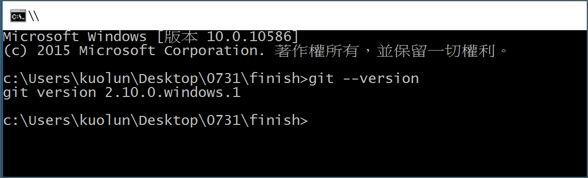 C:\. \\
Microsoft Windows [版本 10.0.10586]
(c) 2015 Microsoft Corporation. 著作權所有，並保留一切權利。
c:\Users\kuolun\Desktop\0731\finish>git --version
git version 2.10.0.windows.1
c:\Users\kuolun\Desktop\0731\finish>